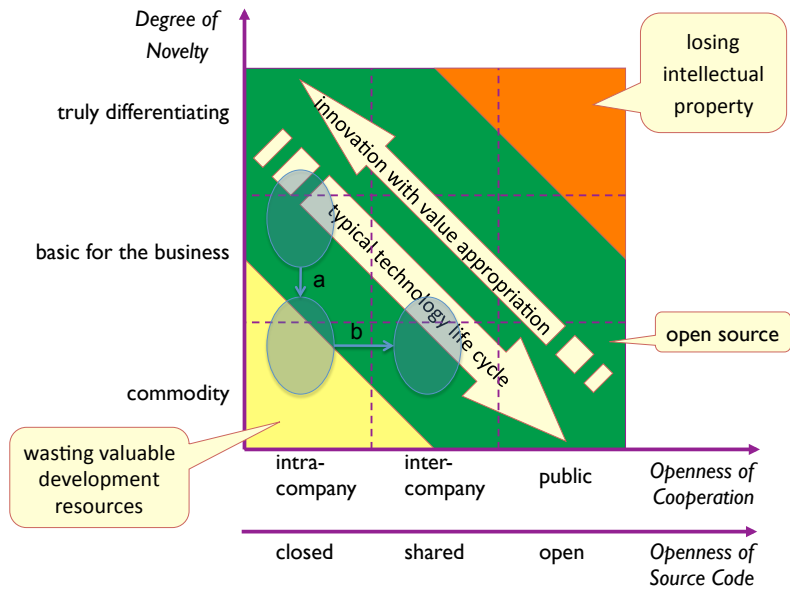 Degree of
Novelty
losing
intellectual
property
truly differentiating
innovation with value appropriation
typical technology life cycle
basic for the business
a
b
open source
commodity
wasting valuable
development
resources
intra-
company
inter-
company
public
Openness of
Cooperation
closed
shared
open
Openness of
Source Code